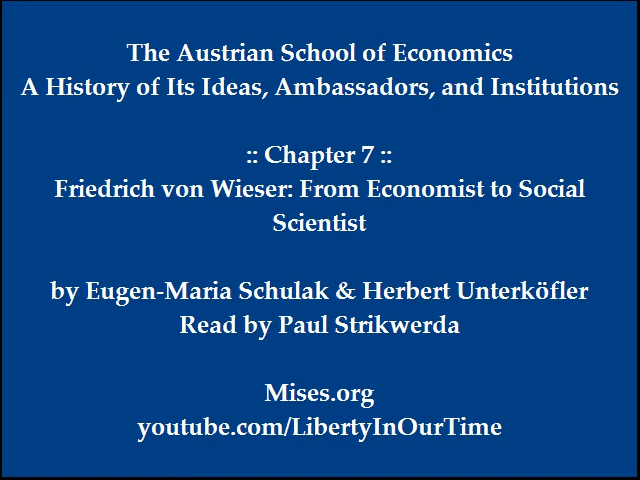 The Austrian School of Economics
A History of Its Ideas, Ambassadors, and Institutions
:: Chapter 7 ::
Friedrich von Wieser: From Economist to Social
Scientist
by Eugen-Maria Schulak & Herbert Unterköfler
Read by Paul Strikwerda
Mises.org
youtube.com/LibertyInOurTime